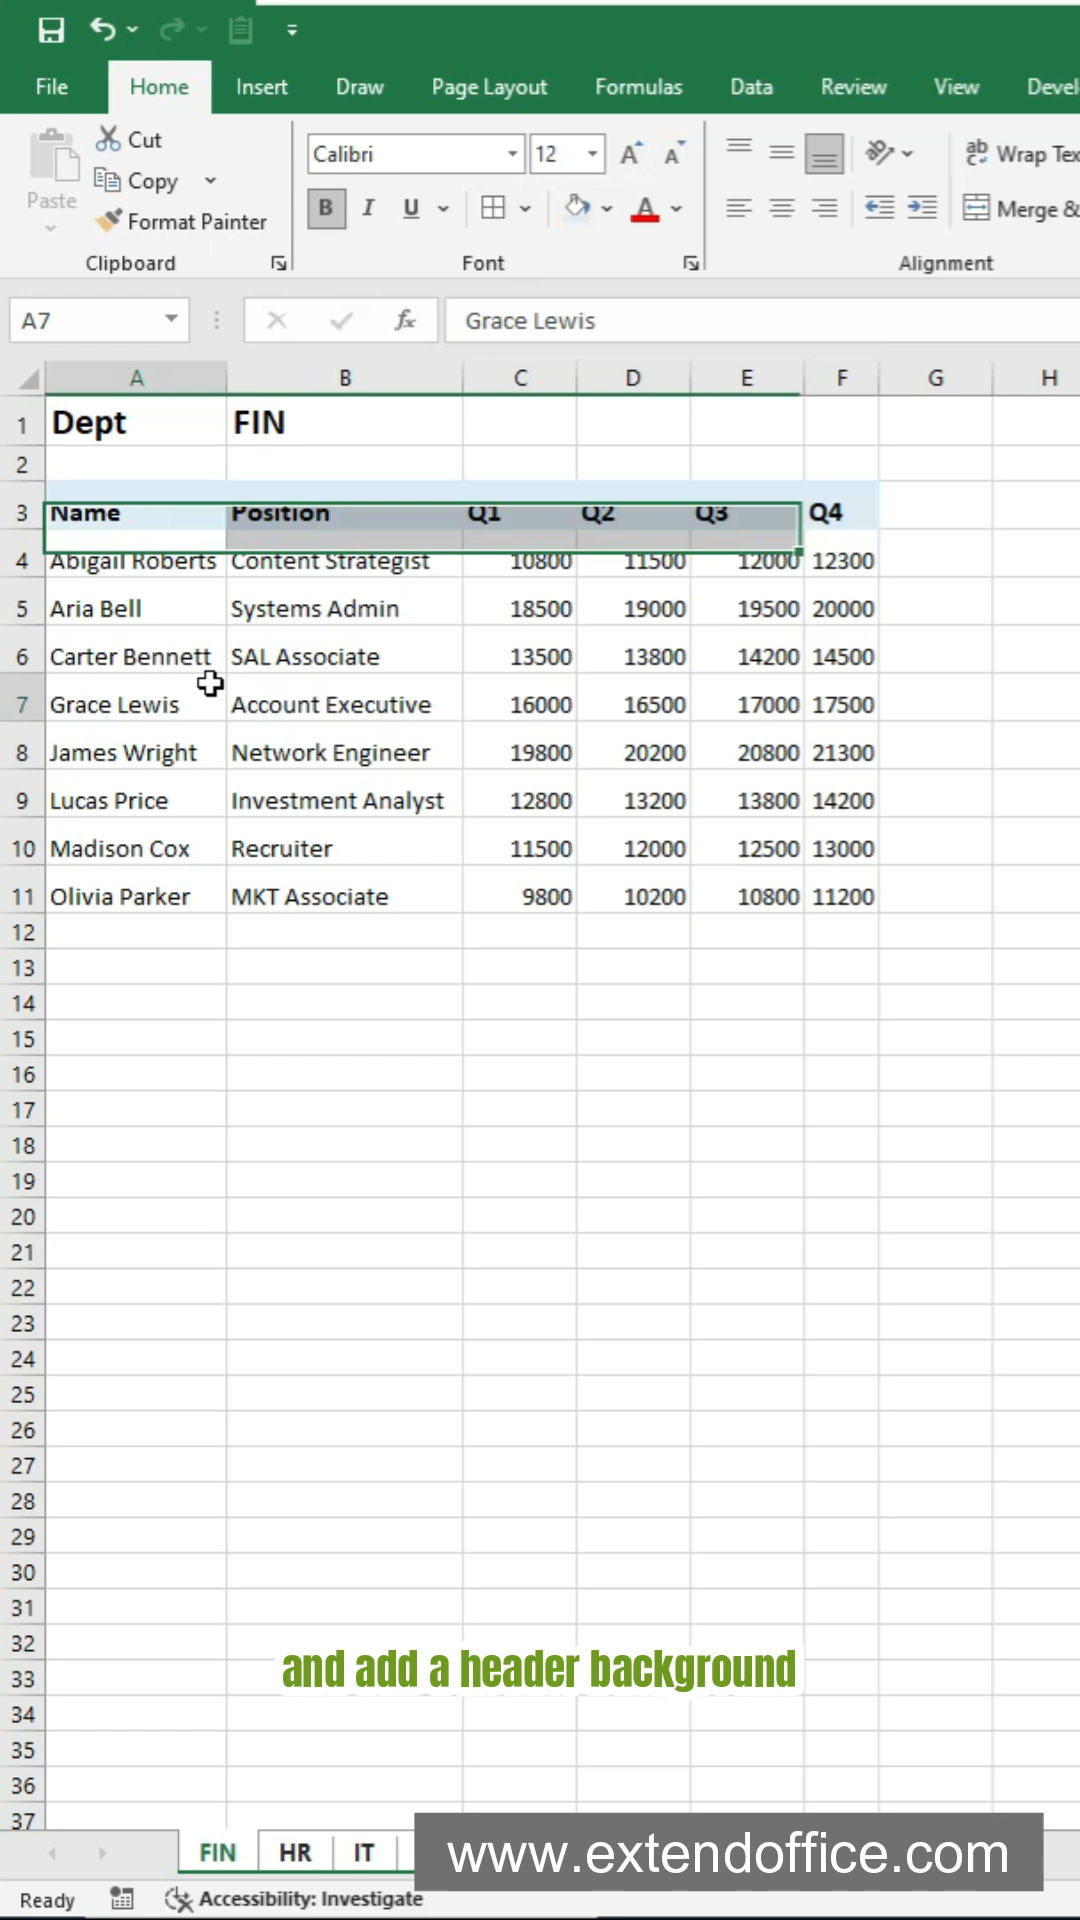 File Home Insert Draw Page Layout Formulas Data Review View Devel
Paste
Cut
Copy
Format Painter
Clipboard
Calibri 12
B I U
Font
Wrap Tex
Merge &
Alignment
A7 fx Grace Lewis
A B C D E F G H
1 Dept FIN
2
3 Name Position Q1 Q2 Q3 Q4
4 Abigail Roberts Content Strategist 10800 11500 12000 12300
5 Aria Bell Systems Admin 18500 19000 19500 20000
6 Carter Bennett SAL Associate 13500 13800 14200 14500
7 Grace Lewis Account Executive 16000 16500 17000 17500
8 James Wright Network Engineer 19800 20200 20800 21300
9 Lucas Price Investment Analyst 12800 13200 13800 14200
10 Madison Cox Recruiter 11500 12000 12500 13000
11 Olivia Parker MKT Associate 9800 10200 10800 11200
12
13
14
15
16
17
18
19
20
21
22
23
24
25
26
27
28
29
30
31
32
33
34
35
36
37
and add a header background
FIN HR IT
www.extendoffice.com
Ready Accessibility: Investigate